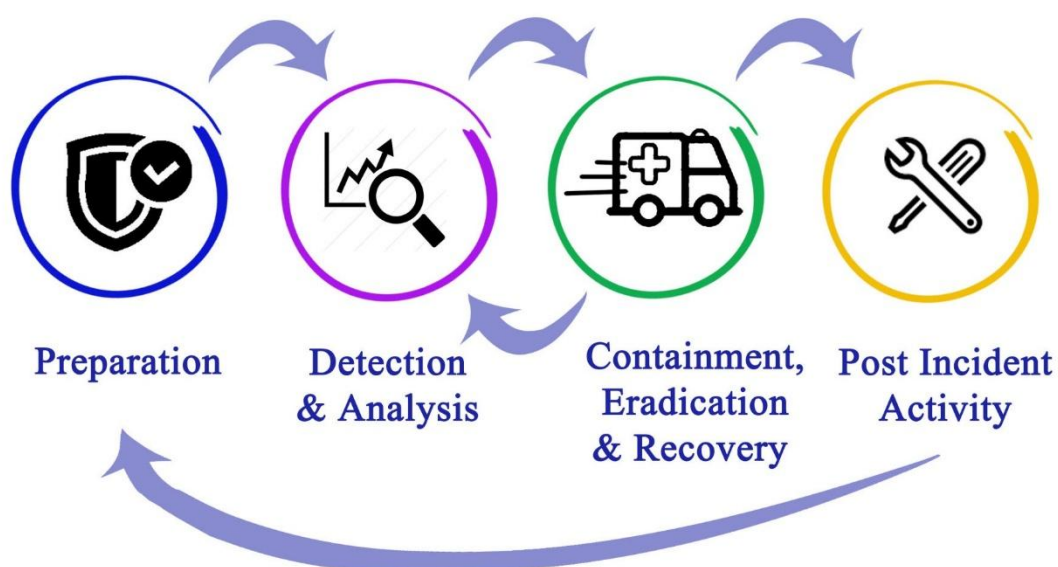 Preparation
Detection
& Analysis
Containment,
Eradication
& Recovery
Post Incident
Activity